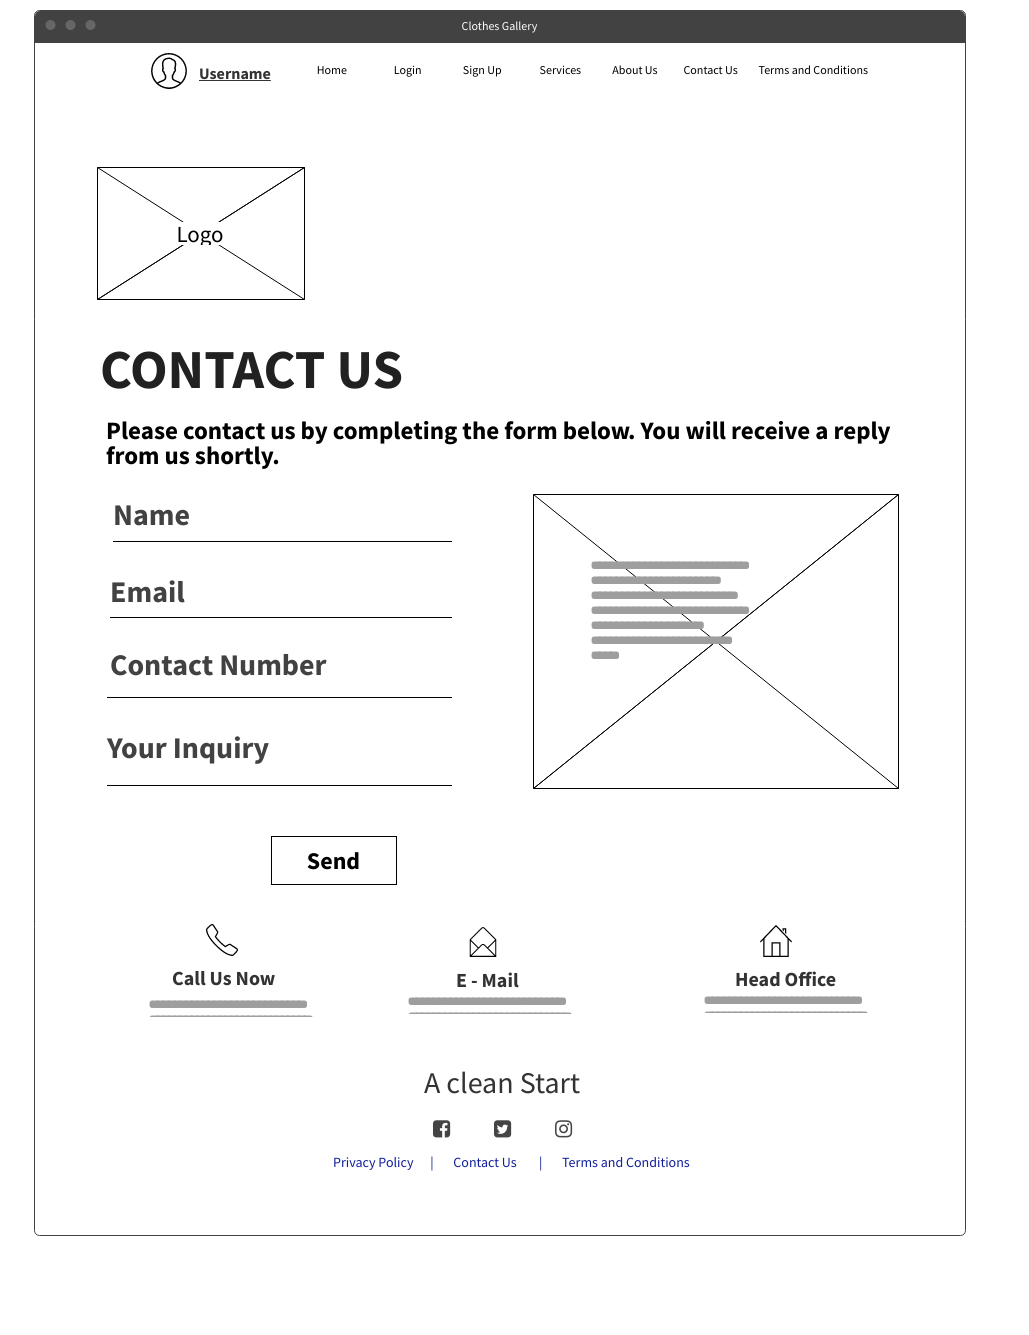 Clothes Gallery
Username
Home Login Sign Up Services About Us Contact Us Terms and Conditions
Logo
CONTACT US
Please contact us by completing the form below. You will receive a reply
from us shortly.
Name
Email
Contact Number
Your Inquiry
Send
Call Us Now E - Mail Head Office
A clean Start
Privacy Policy | Contact Us | Terms and Conditions